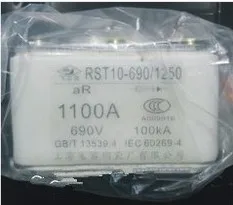 RST10-690/1250
aR
1100A
690V 100kA
GB/T 13539.4 IEC 60269-4